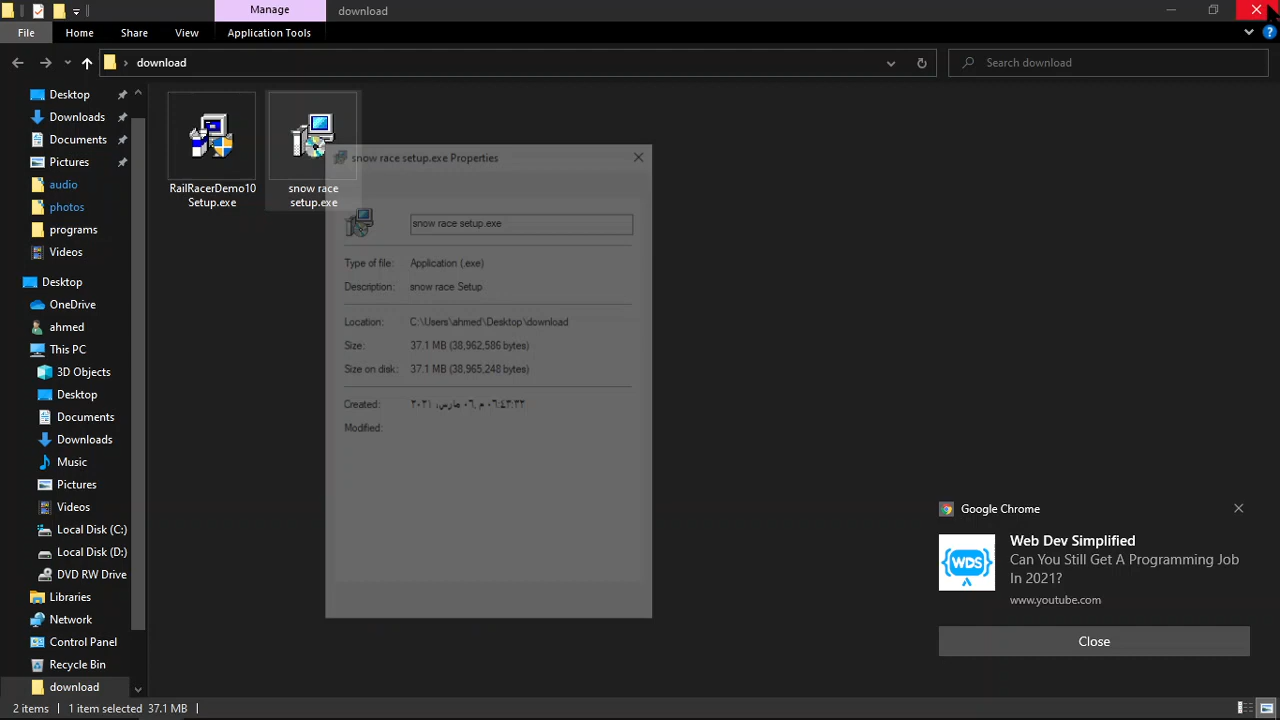 Manage
download
File
Home
Share
View
Application Tools
download
Search download
Desktop
Downloads
Documents
Pictures
audio
photos
programs
Videos
Desktop
OneDrive
ahmed
This PC
3D Objects
Desktop
Documents
Downloads
Music
Pictures
Videos
Local Disk (C:)
Local Disk (D:)
DVD RW Drive
Libraries
Network
Control Panel
Recycle Bin
download
RailRacerDemo10
Setup.exe
snow race
setup.exe
snow race setup.exe Properties
snow race setup.exe
Type of file: Application (.exe)
Description: snow race Setup
Location: C:\Users\ahmed\Desktop\download
Size: 37.1 MB (38,962,586 bytes)
Size on disk: 37.1 MB (38,965,248 bytes)
Created: ٠٦ مارس، ٢٠٢١, ٠٦:٤٣:٣٢ م
Modified:
Google Chrome
Web Dev Simplified
Can You Still Get A Programming Job
In 2021?
www.youtube.com
WDS
Close
2 items
1 item selected 37.1 MB